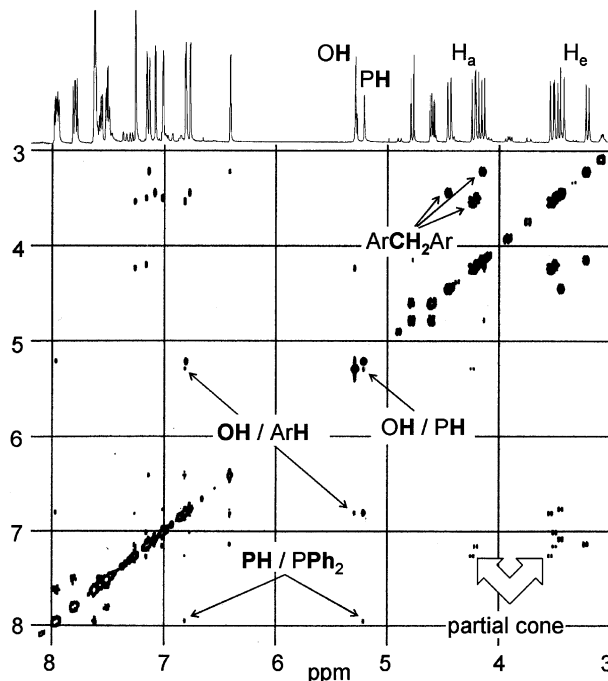 OH
PH
Hₐ
Hₑ
3
ArCH₂Ar
4
5
OH / ArH
OH / PH
6
7
PH / PPh₂
partial cone
8
8 7 6 5 4 3
ppm